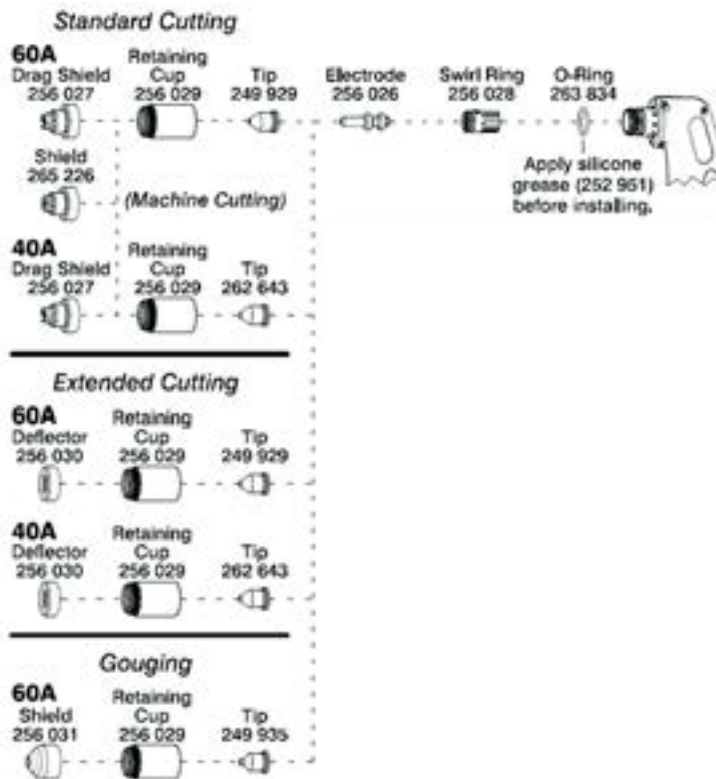 Standard Cutting
60A
Drag Shield
256 027
Retaining
Cup
256 029
Tip
249 929
Electrode
256 026
Swirl Ring
256 028
O-Ring
263 834
Apply silicone
grease (252 951)
before installing.
Shield
265 226
(Machine Cutting)
40A
Drag Shield
256 027
Retaining
Cup
256 029
Tip
262 643
Extended Cutting
60A
Deflector
256 030
Retaining
Cup
256 029
Tip
249 929
40A
Deflector
256 030
Retaining
Cup
256 029
Tip
262 643
Gouging
60A
Shield
256 031
Retaining
Cup
256 029
Tip
249 935